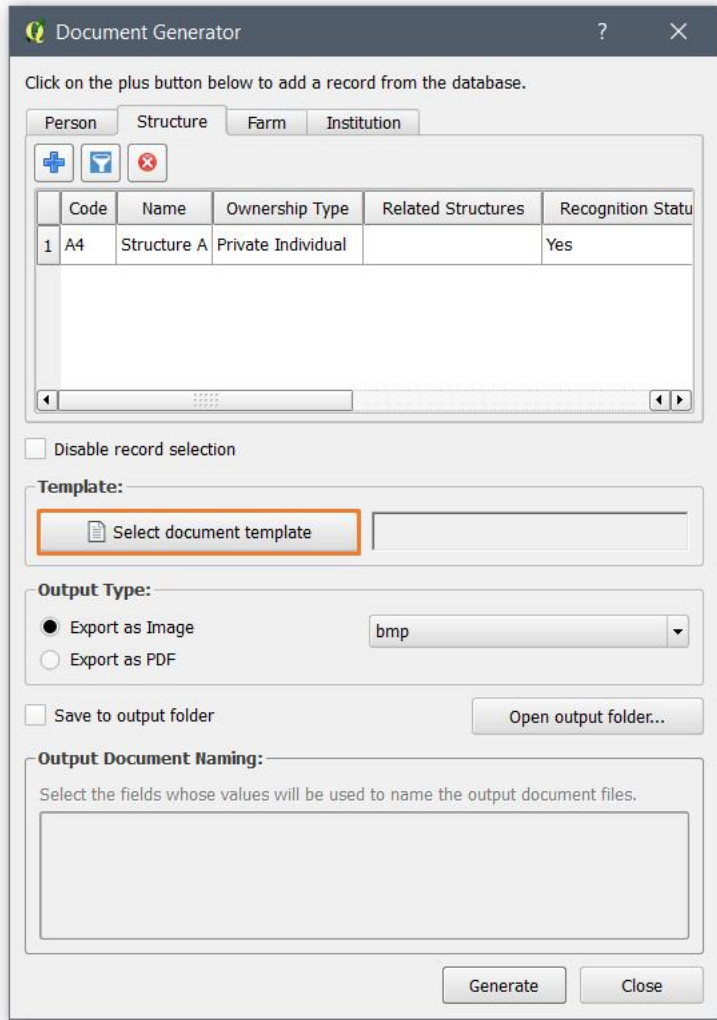 Document Generator ?
Click on the plus button below to add a record from the database.
Person Structure Farm Institution
Code Name Ownership Type Related Structures Recognition Statu
1 A4 Structure A Private Individual Yes
Disable record selection
Template:
Select document template
Output Type:
Export as Image bmp
Export as PDF
Save to output folder Open output folder...
Output Document Naming:
Select the fields whose values will be used to name the output document files.
Generate Close